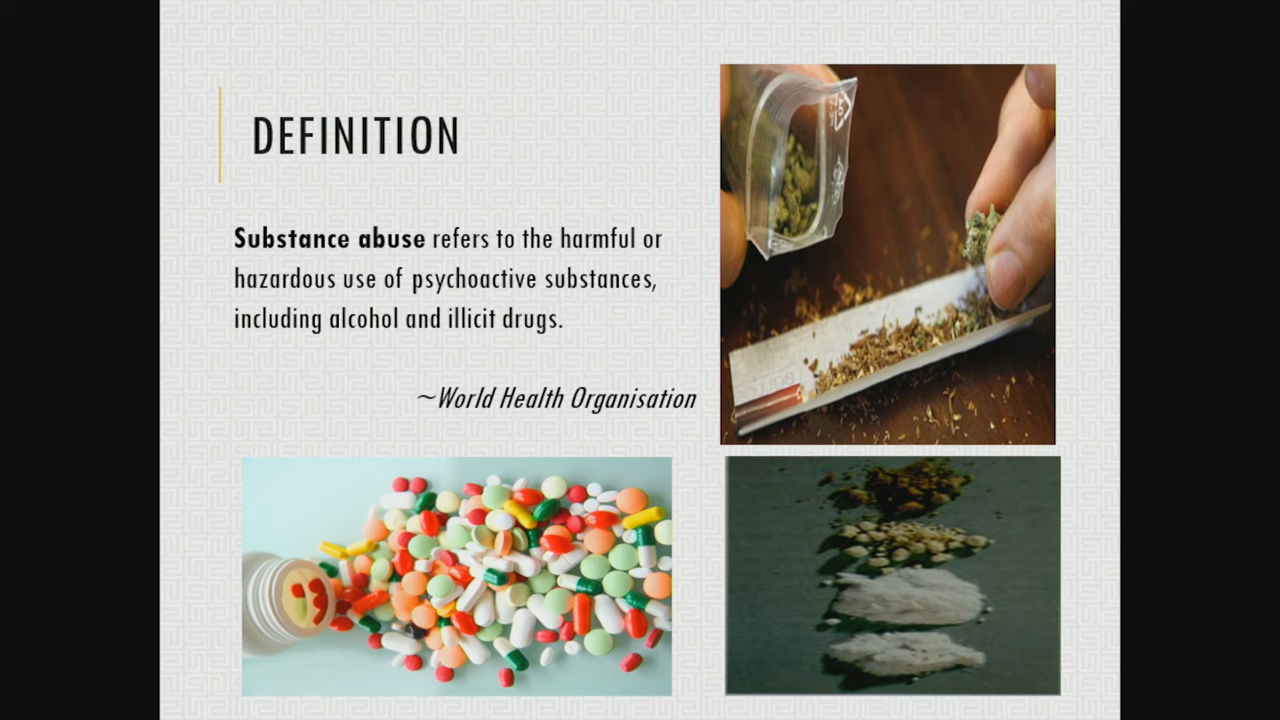 DEFINITION
Substance abuse refers to the harmful or
hazardous use of psychoactive substances,
including alcohol and illicit drugs.
~World Health Organisation